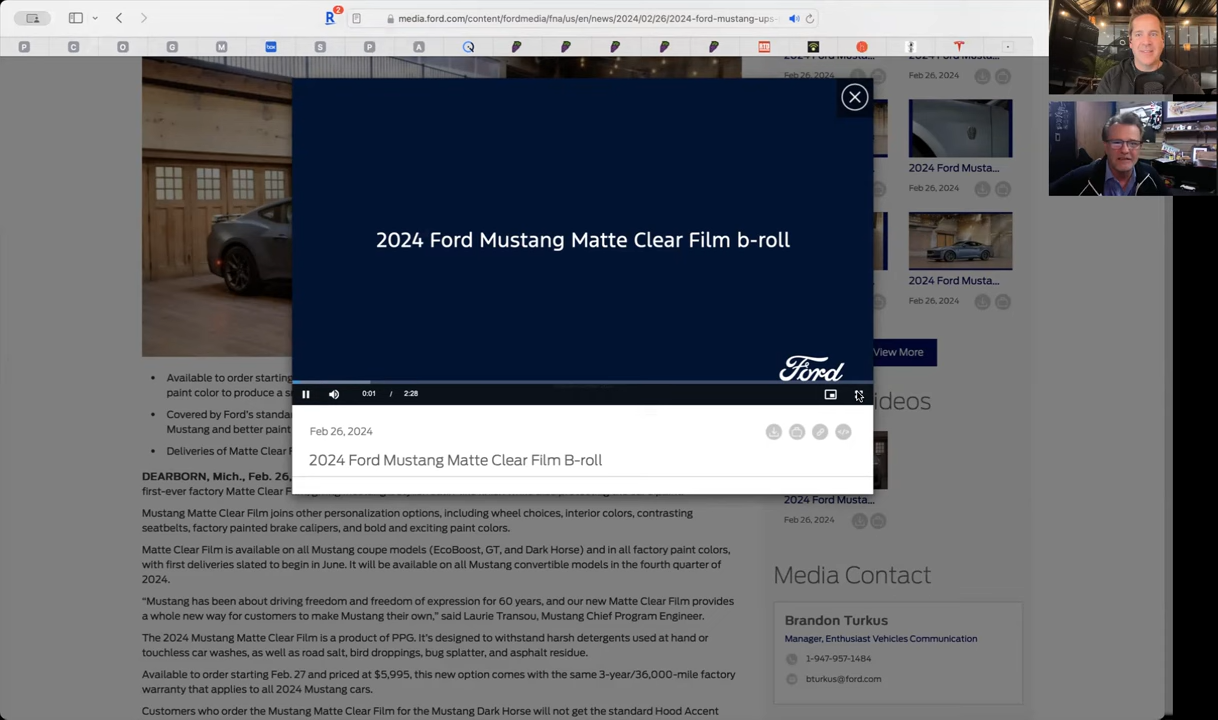 R 2
media.ford.com/content/fordmedia/fna/us/en/news/2024/02/26/2024-ford-mustang-ups-
P C O G M box S P A
Feb 26, 2024
2024 Ford Musta...
Feb 26, 2024
2024 Ford Musta...
Feb 26, 2024
View More
2024 Ford Mustang Matte Clear Film b-roll
Ford
0:01 / 2:28
Feb 26, 2024
2024 Ford Mustang Matte Clear Film B-roll
Available to order starting
paint color to produce a s
Covered by Ford's standa
Mustang and better paint
Deliveries of Matte Clear F
DEARBORN, Mich., Feb. 26,
first-ever factory Matte Clear F
Mustang Matte Clear Film joins other personalization options, including wheel choices, interior colors, contrasting
seatbelts, factory painted brake calipers, and bold and exciting paint colors.
Matte Clear Film is available on all Mustang coupe models (EcoBoost, GT, and Dark Horse) and in all factory paint colors,
with first deliveries slated to begin in June. It will be available on all Mustang convertible models in the fourth quarter of
2024.
“Mustang has been about driving freedom and freedom of expression for 60 years, and our new Matte Clear Film provides
a whole new way for customers to make Mustang their own,” said Laurie Transou, Mustang Chief Program Engineer.
The 2024 Mustang Matte Clear Film is a product of PPG. It's designed to withstand harsh detergents used at hand or
touchless car washes, as well as road salt, bird droppings, bug splatter, and asphalt residue.
Available to order starting Feb. 27 and priced at $5,995, this new option comes with the same 3-year/36,000-mile factory
warranty that applies to all 2024 Mustang cars.
Customers who order the Mustang Matte Clear Film for the Mustang Dark Horse will not get the standard Hood Accent
ideos
2024 Ford Musta...
Feb 26, 2024
Media Contact
Brandon Turkus
Manager, Enthusiast Vehicles Communication
1-947-957-1484
bturkus@ford.com